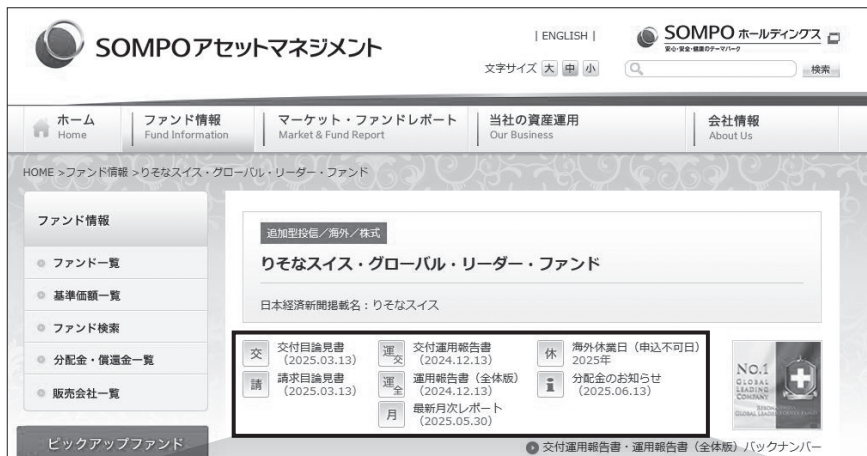 SOMPOアセットマネジメント
| ENGLISH |
SOMPO ホールディングス
安心・安全・健康のテーマパーク
文字サイズ 大 中 小
検索
ホーム
Home
ファンド情報
Fund Information
マーケット・ファンドレポート
Market & Fund Report
当社の資産運用
Our Business
会社情報
About Us
HOME >ファンド情報 >りそなスイス・グローバル・リーダー・ファンド
ファンド情報
ファンド一覧
基準価額一覧
ファンド検索
分配金・償還金一覧
販売会社一覧
ピックアップファンド
追加型投信/海外/株式
りそなスイス・グローバル・リーダー・ファンド
日本経済新聞掲載名：りそなスイス
交 交付目論見書
(2025.03.13)
請 請求目論見書
(2025.03.13)
運交 交付運用報告書
(2024.12.13)
運全 運用報告書（全体版）
(2024.12.13)
月 最新月次レポート
(2025.05.30)
休 海外休業日（申込不可日）
2025年
i 分配金のお知らせ
(2025.06.13)
NO.1
GLOBAL
LEADING
COMPANY
交付運用報告書・運用報告書（全体版）バックナンバー